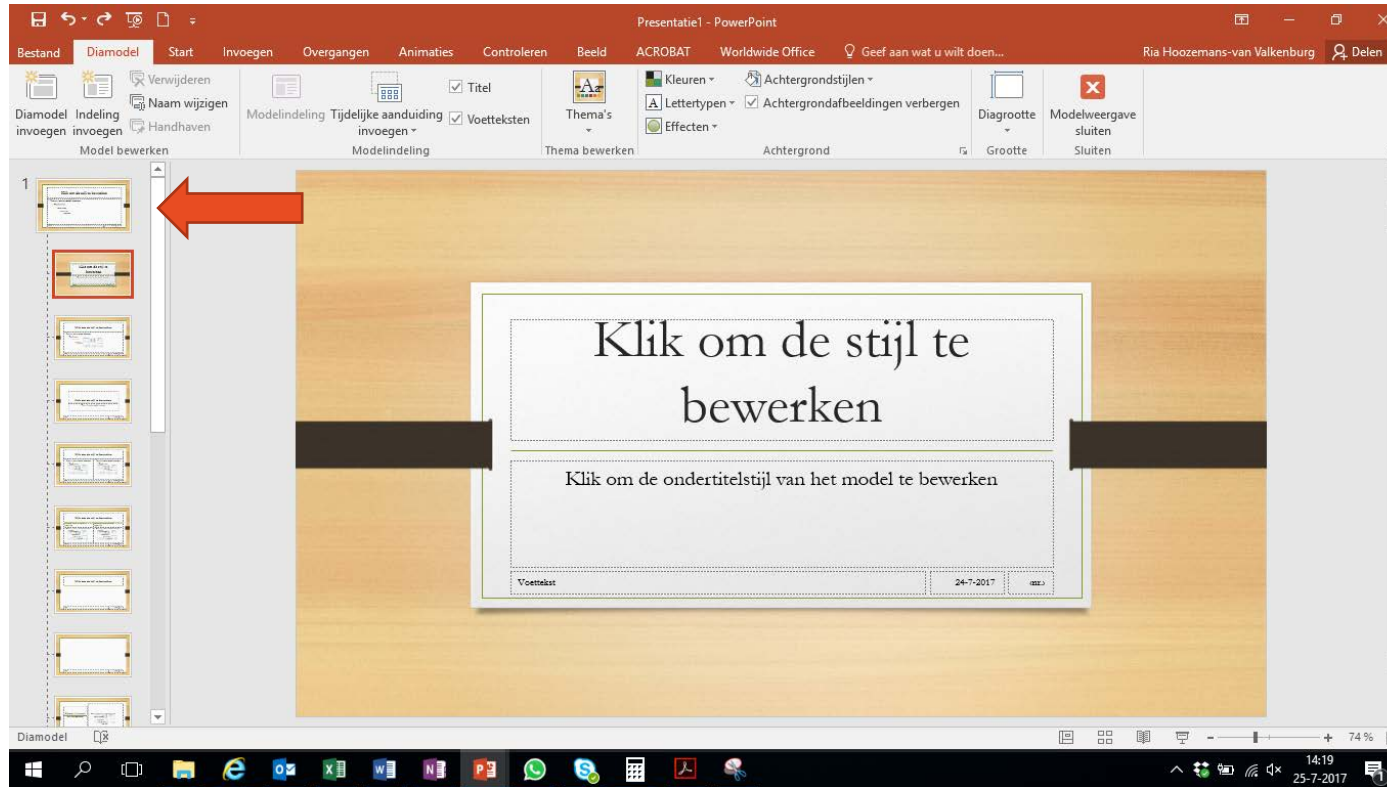 Presentatie1 - PowerPoint
Bestand Diamodel Start Invoegen Overgangen Animaties Controleren Beeld ACROBAT Worldwide Office Geef aan wat u wilt doen... Ria Hoozemans-van Valkenburg Delen
Diamodel invoegen
Indeling invoegen
Verwijderen
Naam wijzigen
Handhaven
Model bewerken
Modelindeling
Tijdelijke aanduiding invoegen
Titel
Voetteksten
Modelindeling
Thema's
Thema bewerken
Kleuren
Lettertypen
Effecten
Achtergrondstijlen
Achtergrondafbeeldingen verbergen
Achtergrond
Diagrootte
Grootte
Modelweergave sluiten
Sluiten
1
Klik om de stijl te
bewerken
Klik om de ondertitelstijl van het model te bewerken
Voettekst 24-7-2017 ‹nr.›
Diamodel
74 %
14:19
25-7-2017